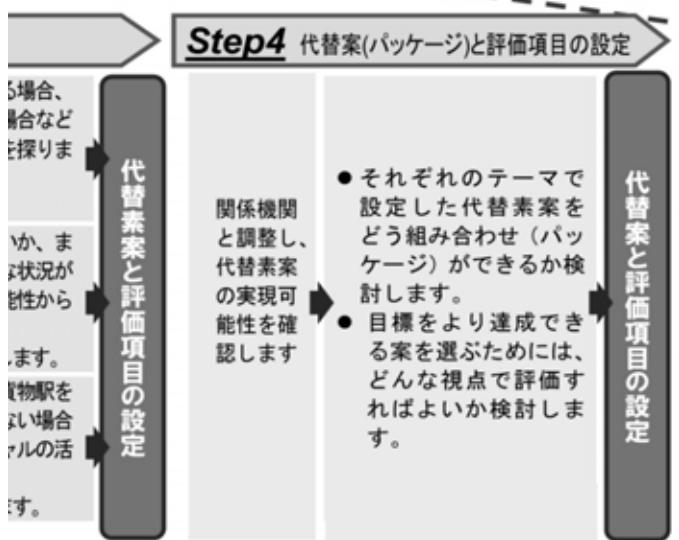 Step4 代替案(パッケージ)と評価項目の設定
る場合、
場合など
を探りま
いか、ま
な状況が
能性から
します。
貨物駅を
ない場合
ャルの活
ます。
代替素案と評価項目の設定
関係機関
と調整し、
代替素案
の実現可
能性を確
認します
● それぞれのテーマで
設定した代替素案を
どう組み合わせ（パッ
ケージ）ができるか検
討します。
● 目標をより達成でき
る案を選ぶためには、
どんな視点で評価す
ればよいか検討しま
す。
代替案と評価項目の設定